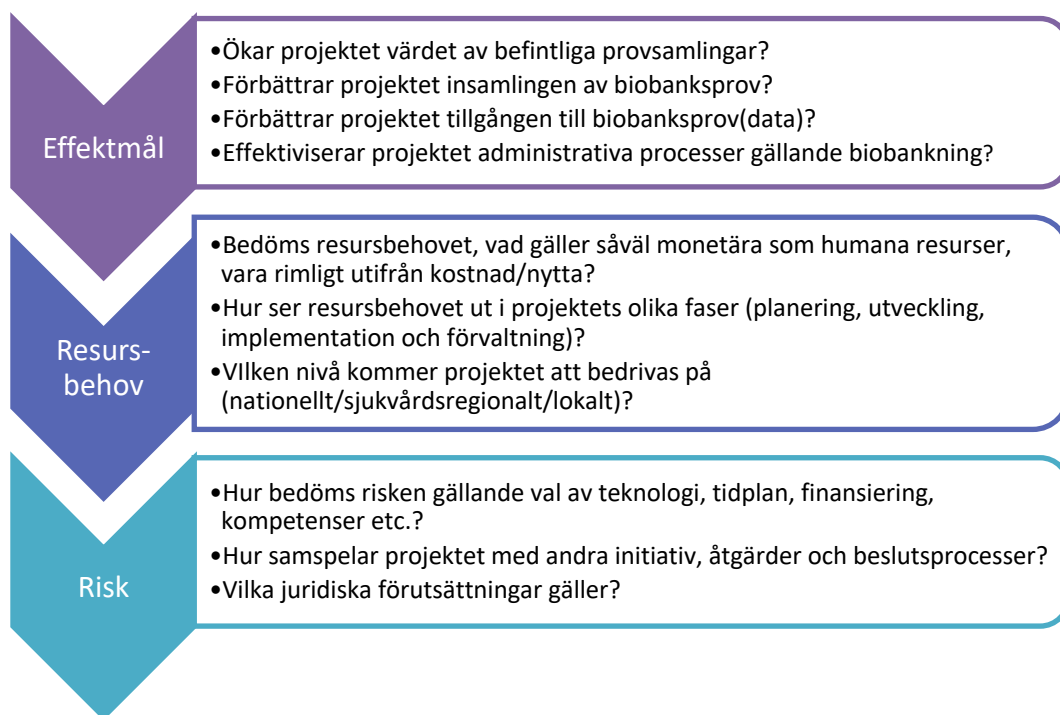 Effektmål
•Ökar projektet värdet av befintliga provsamlingar?
•Förbättrar projektet insamlingen av biobanksprov?
•Förbättrar projektet tillgången till biobanksprov(data)?
•Effektiviserar projektet administrativa processer gällande biobankning?
Resurs-
behov
•Bedöms resursbehovet, vad gäller såväl monetära som humana resurser,
vara rimligt utifrån kostnad/nytta?
•Hur ser resursbehovet ut i projektets olika faser (planering, utveckling,
implementation och förvaltning)?
•VIlken nivå kommer projektet att bedrivas på
(nationellt/sjukvårdsregionalt/lokalt)?
Risk
•Hur bedöms risken gällande val av teknologi, tidplan, finansiering,
kompetenser etc.?
•Hur samspelar projektet med andra initiativ, åtgärder och beslutsprocesser?
•Vilka juridiska förutsättningar gäller?